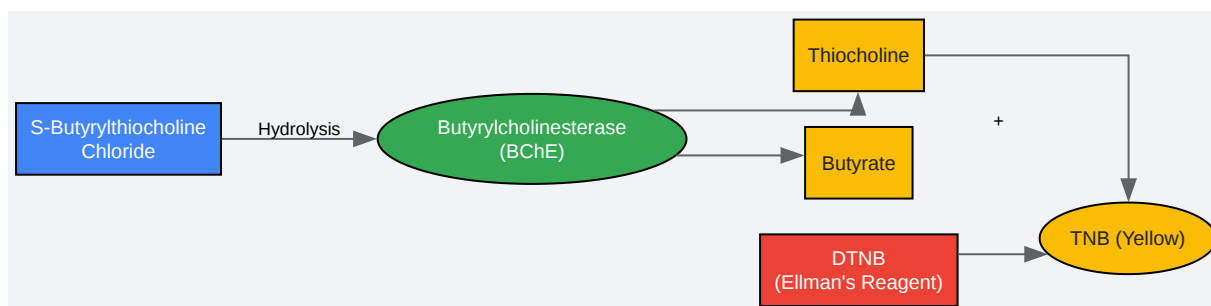 S-Butyrylthiocholine
Chloride
Hydrolysis
Butyrylcholinesterase
(BChE)
Thiocholine
Butyrate
+
DTNB
(Ellman's Reagent)
TNB (Yellow)